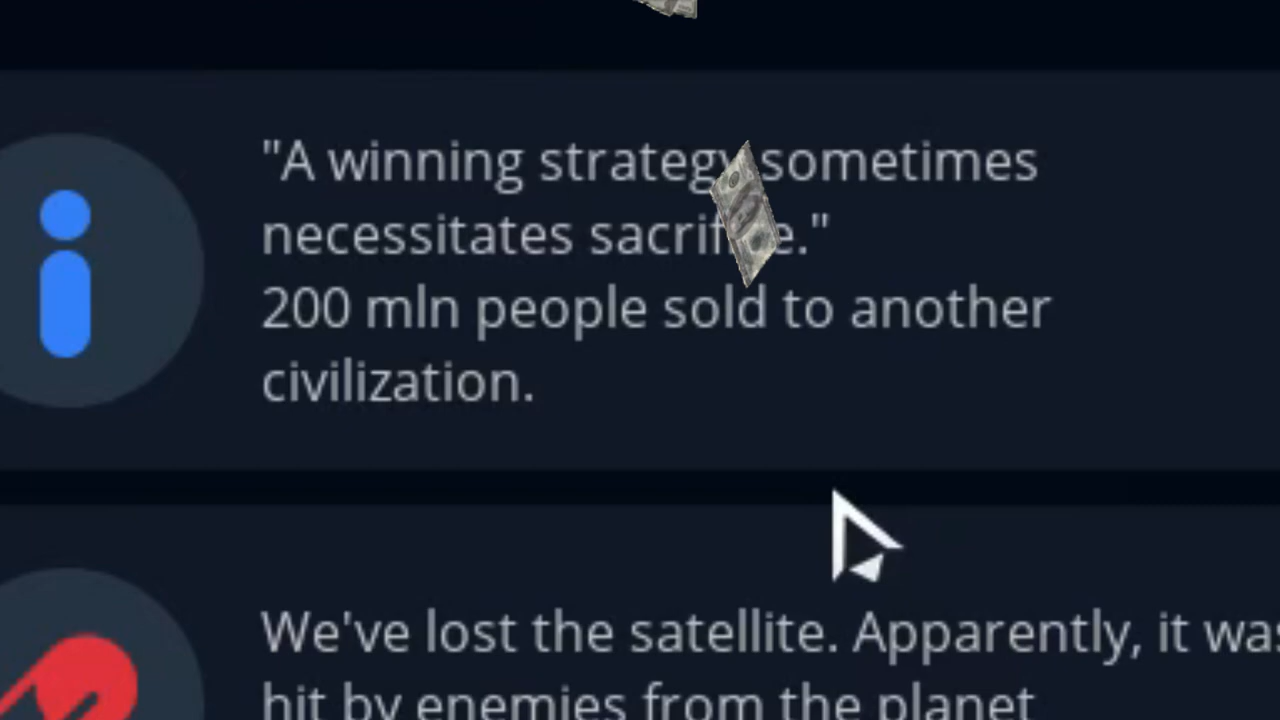 "A winning strategy sometimes
necessitates sacrifice."
200 mln people sold to another
civilization.
We've lost the satellite. Apparently, it was
hit by enemies from the planet